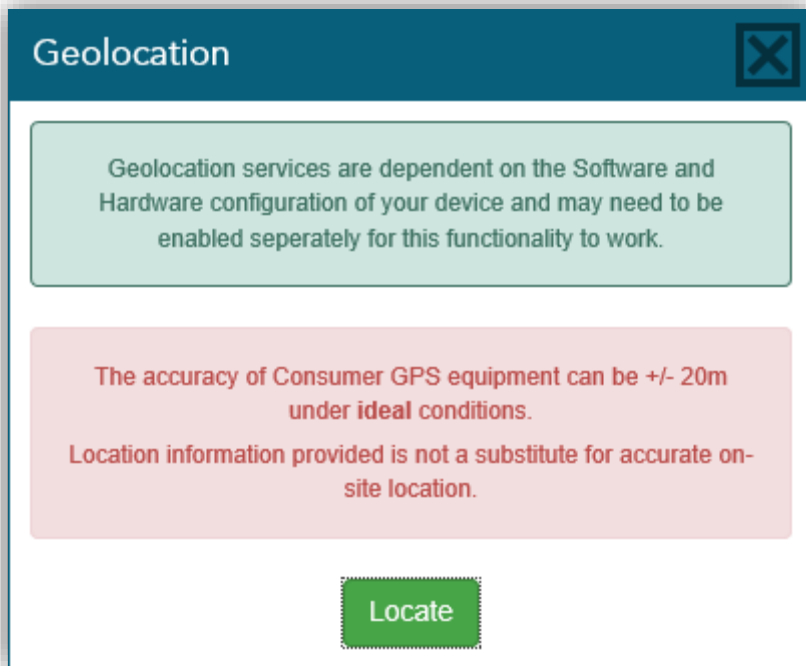 Geolocation
Geolocation services are dependent on the Software and
Hardware configuration of your device and may need to be
enabled seperately for this functionality to work.
The accuracy of Consumer GPS equipment can be +/- 20m
under ideal conditions.
Location information provided is not a substitute for accurate on-
site location.
Locate